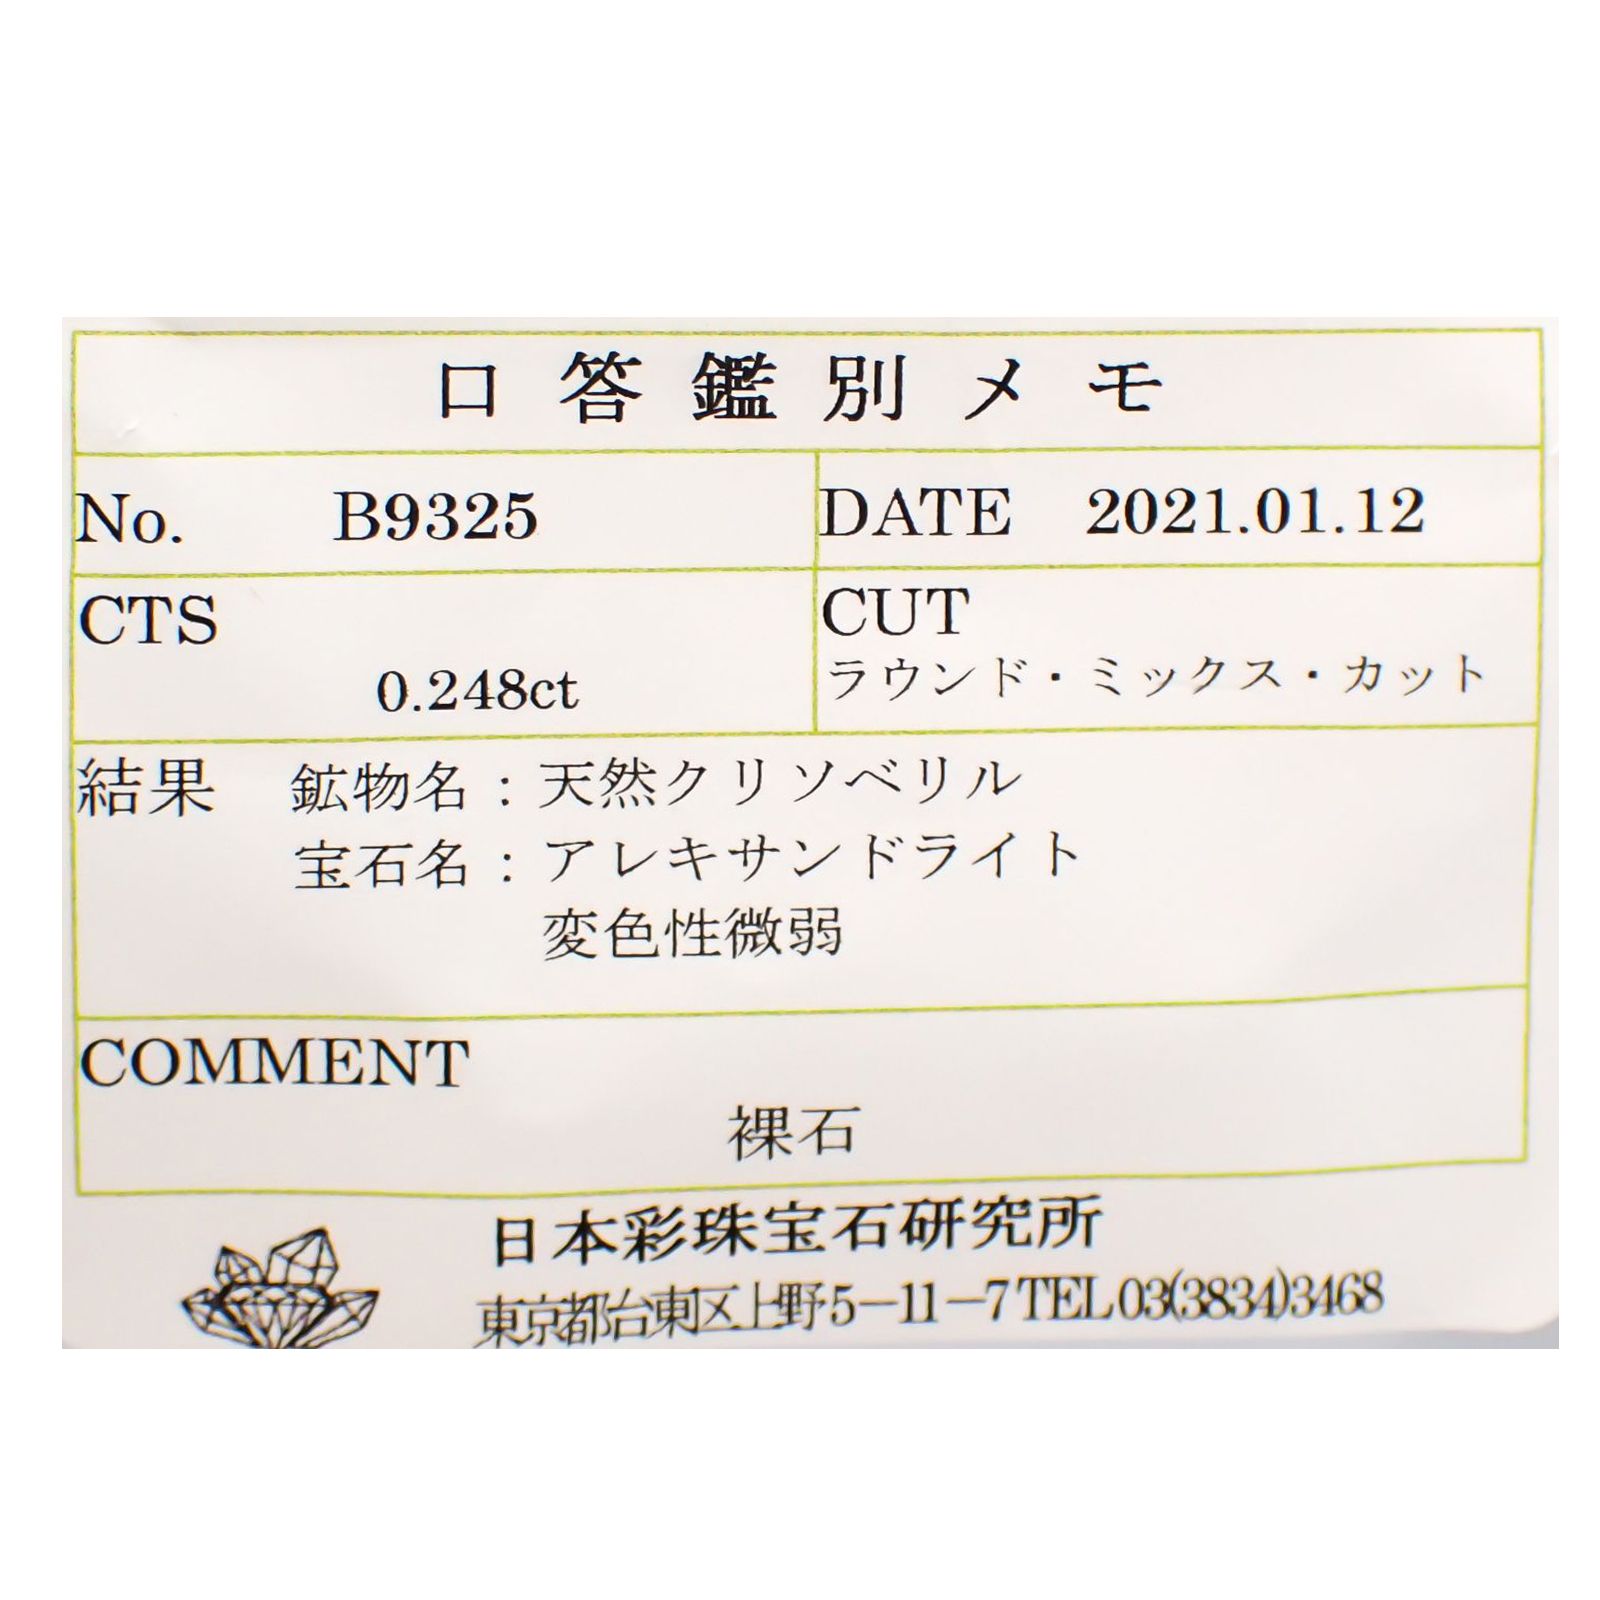 口答鑑別メモ
No. B9325 DATE 2021.01.12
CTS
0.248ct
CUT
ラウンド・ミックス・カット
結果 鉱物名：天然クリソベリル
宝石名：アレキサンドライト
変色性微弱
COMMENT
裸石
日本彩珠宝石研究所
東京都台東区上野5－11－7 TEL 03(3834)3468